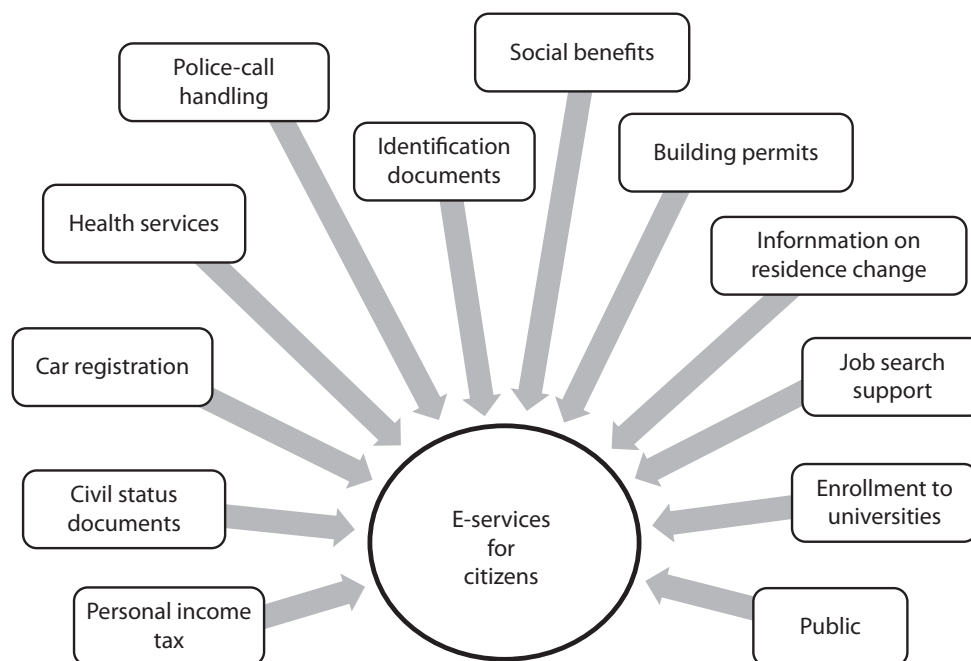 Social benefits
Police-call
handling
Identification
documents
Building permits
Health services
Infornmation on
residence change
Car registration
Job search
support
Civil status
documents
E-services
for
citizens
Enrollment to
universities
Personal income
tax
Public